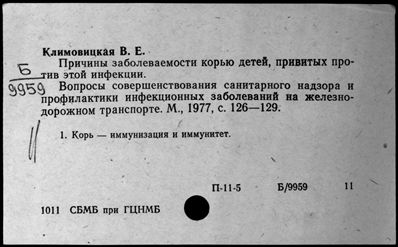 Климовицкая В. Е.
Причины заболеваемости корью детей, привитых про-
тив этой инфекции.
Б
9959
Вопросы совершенствования санитарного надзора и
профилактики инфекционных заболеваний на железно-
дорожном транспорте. М., 1977, с. 126—129.
1. Корь — иммунизация и иммунитет.
П-11-5 Б/9959 11
1011 СБМБ при ГЦНМБ